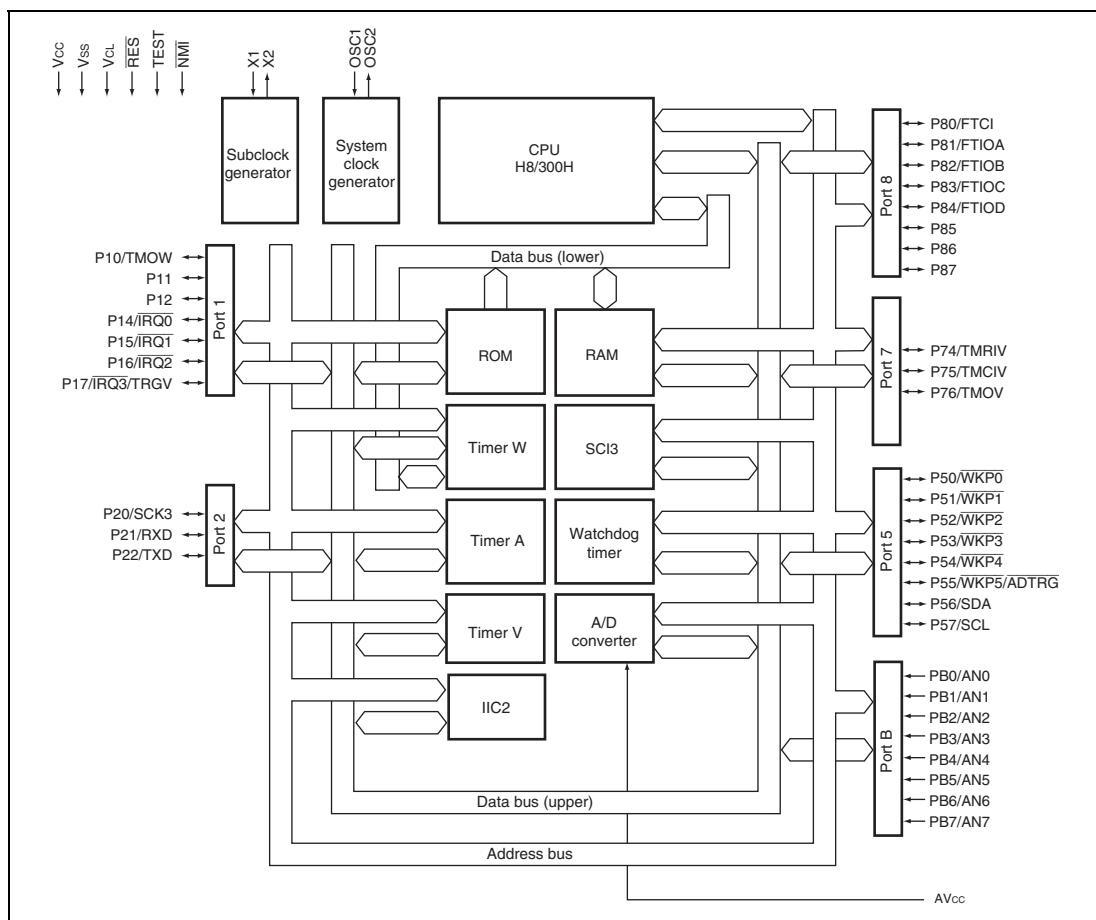 Vcc
Vss
VCL
RES
TEST
NMI
X1
X2
OSC1
OSC2
Subclock
generator
System
clock
generator
CPU
H8/300H
Port 8
P80/FTCI
P81/FTIOA
P82/FTIOB
P83/FTIOC
P84/FTIOD
P85
P86
P87
Data bus (lower)
P10/TMOW
P11
P12
P14/IRQ0
P15/IRQ1
P16/IRQ2
P17/IRQ3/TRGV
Port 1
ROM
RAM
Port 7
P74/TMRIV
P75/TMCIV
P76/TMOV
Timer W
SCI3
P20/SCK3
P21/RXD
P22/TXD
Port 2
Timer A
Watchdog
timer
Port 5
P50/WKP0
P51/WKP1
P52/WKP2
P53/WKP3
P54/WKP4
P55/WKP5/ADTRG
P56/SDA
P57/SCL
Timer V
A/D
converter
IIC2
Port B
PB0/AN0
PB1/AN1
PB2/AN2
PB3/AN3
PB4/AN4
PB5/AN5
PB6/AN6
PB7/AN7
Data bus (upper)
Address bus
AVcc